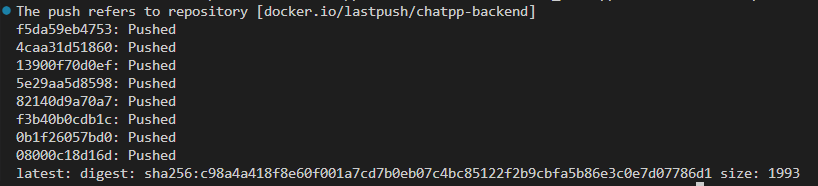 The push refers to repository [docker.io/lastpush/chatpp-backend]
f5da59eb4753: Pushed
4caa31d51860: Pushed
13900f70d0ef: Pushed
5e29aa5d8598: Pushed
82140d9a70a7: Pushed
f3b40b0cdb1c: Pushed
0b1f26057bd0: Pushed
08000c18d16d: Pushed
latest: digest: sha256:c98a4a418f8e60f001a7cd7b0eb07c4bc85122f2b9cbfa5b86e3c0e7d07786d1 size: 1993